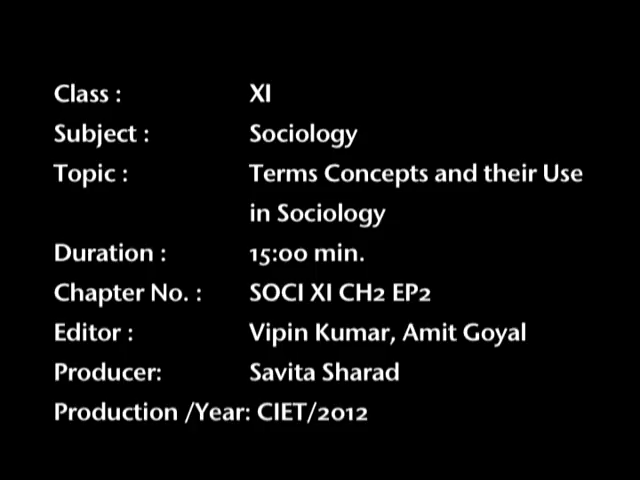 Class : XI
Subject : Sociology
Topic : Terms Concepts and their Use
in Sociology
Duration : 15:00 min.
Chapter No. : SOCI XI CH2 EP2
Editor : Vipin Kumar, Amit Goyal
Producer: Savita Sharad
Production /Year: CIET/2012